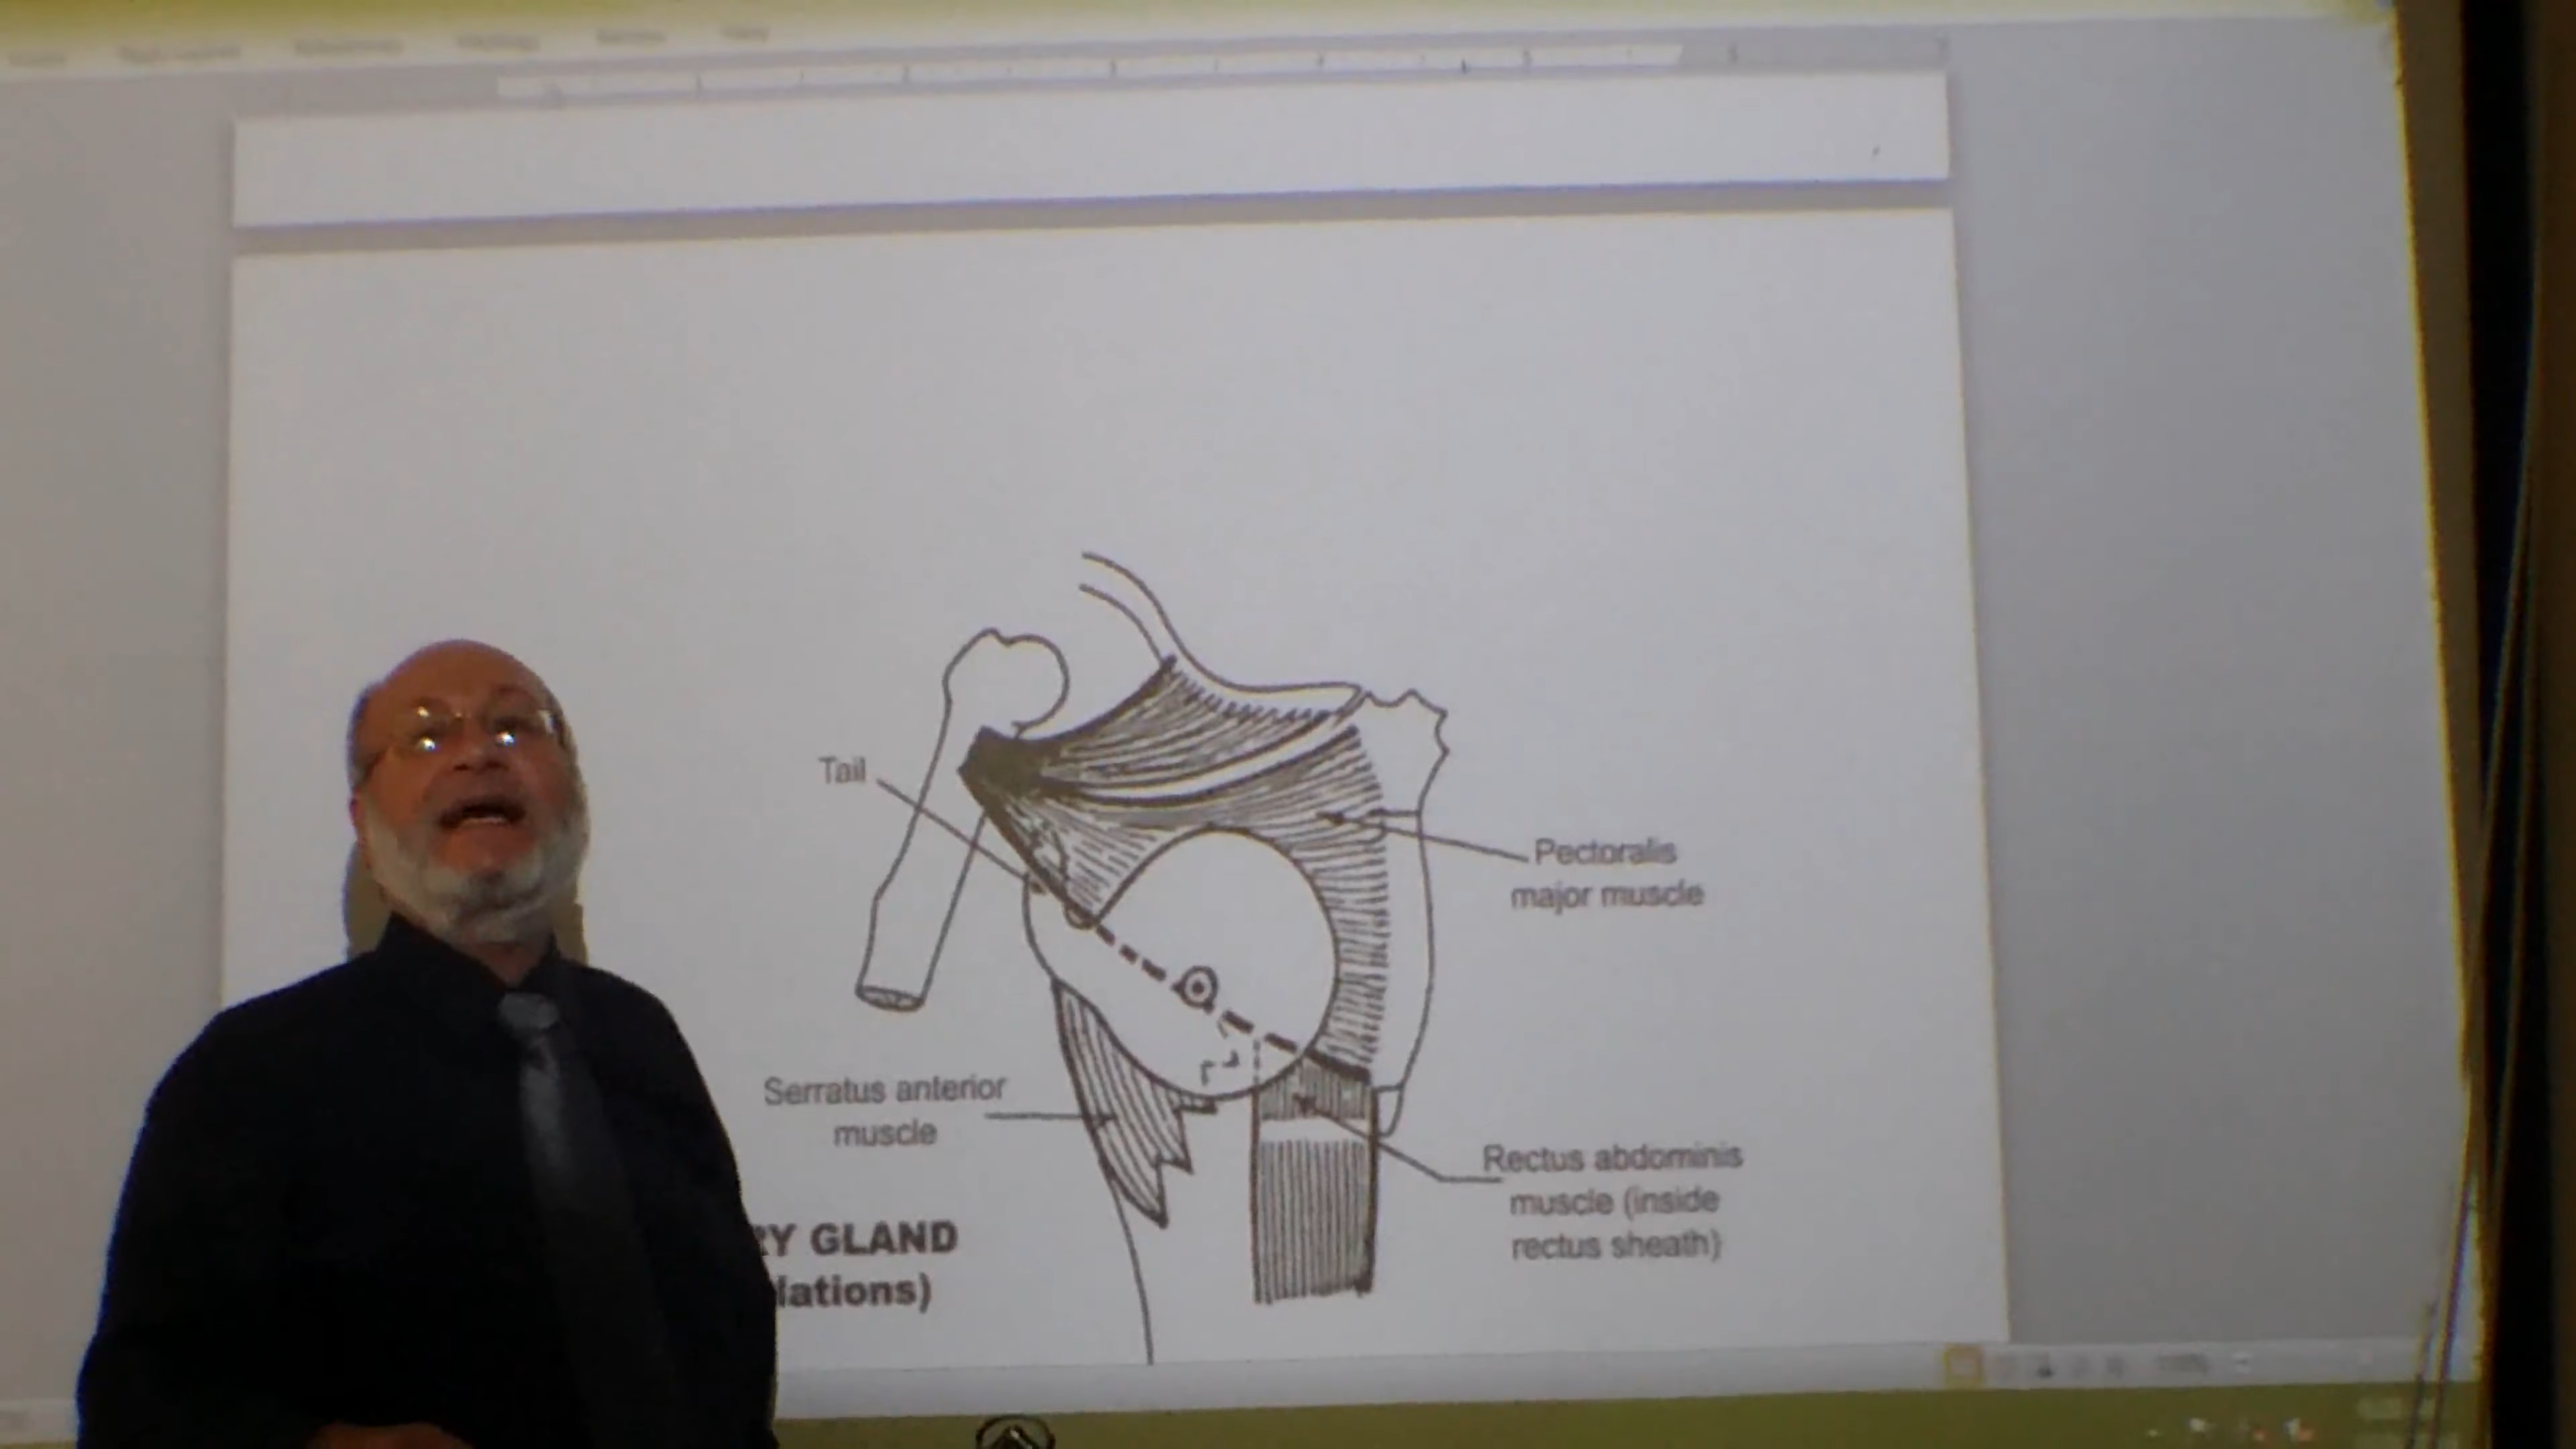 Tail
Pectoralis
major muscle
Serratus anterior
muscle
Rectus abdominis
muscle (inside
rectus sheath)
RY GLAND
lations)